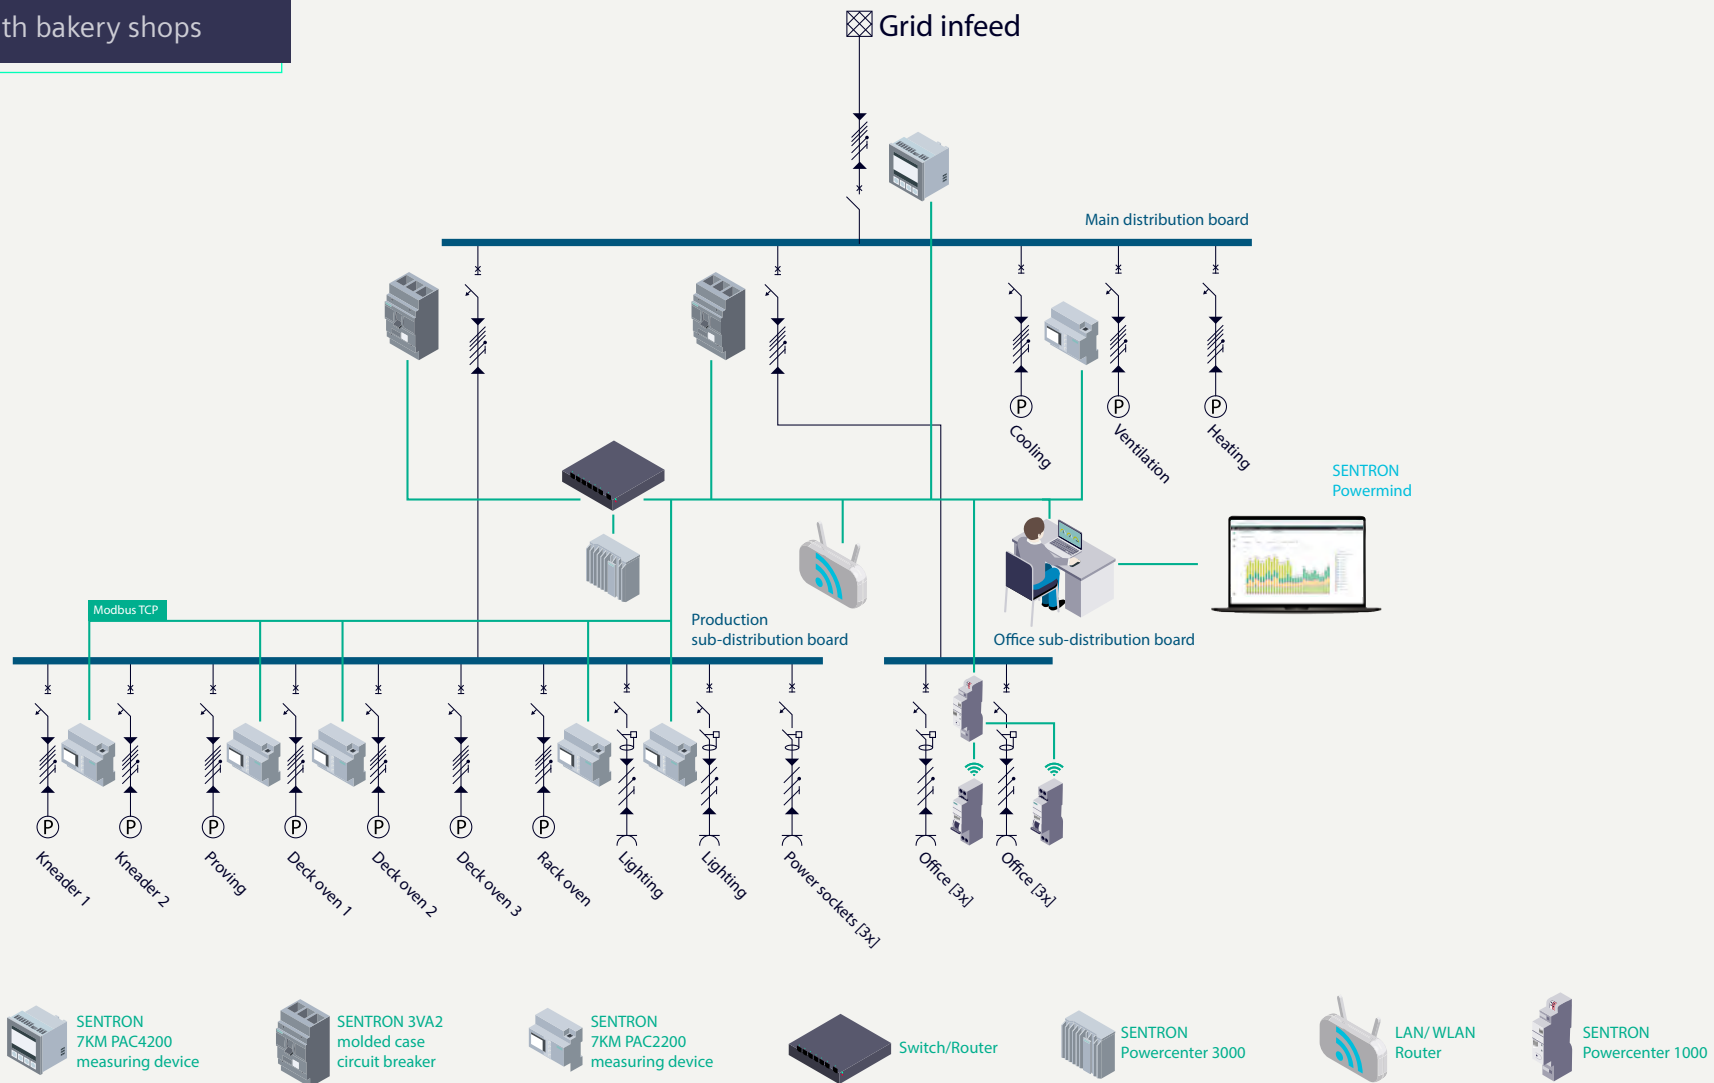 th bakery shops
Grid infeed
Main distribution board
P
P
P
Cooling
Ventilation
Heating
SENTRON
Powermind
Modbus TCP
Production
sub-distribution board
Office sub-distribution board
P
P
P
P
P
P
P
Kneader 1
Kneader 2
Proving
Deck oven 1
Deck oven 2
Deck oven 3
Rack oven
Lighting
Lighting
Power sockets [3x]
Office [3x]
Office [3x]
SENTRON
7KM PAC4200
measuring device
SENTRON 3VA2
molded case
circuit breaker
SENTRON
7KM PAC2200
measuring device
Switch/Router
SENTRON
Powercenter 3000
LAN/ WLAN
Router
SENTRON
Powercenter 1000